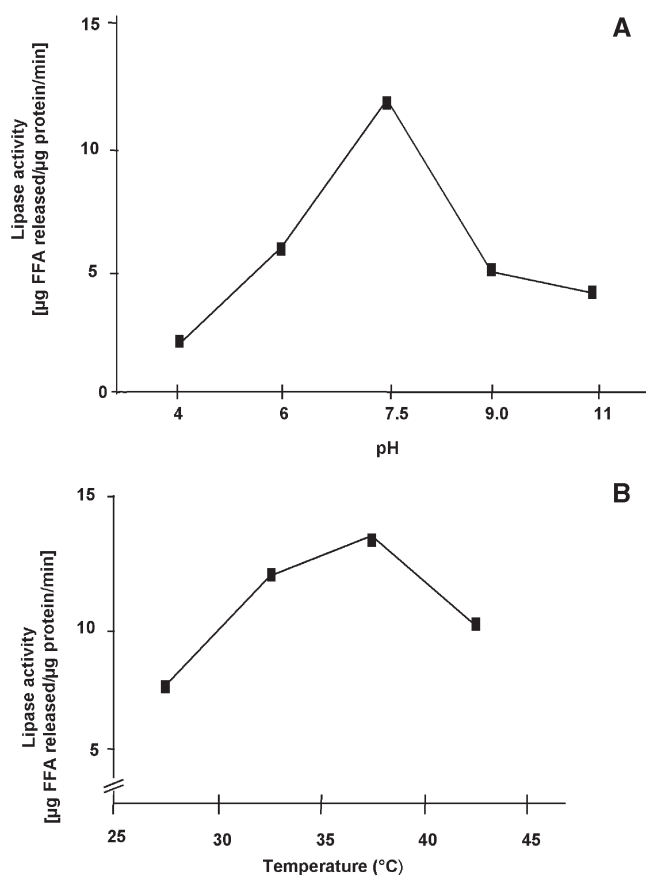 A
15
10
5
0
Lipase activity
[µg FFA released/µg protein/min]
4 6 7.5 9.0 11
pH
B
15
10
5
Lipase activity
[µg FFA released/µg protein/min]
25 30 35 40 45
Temperature (°C)